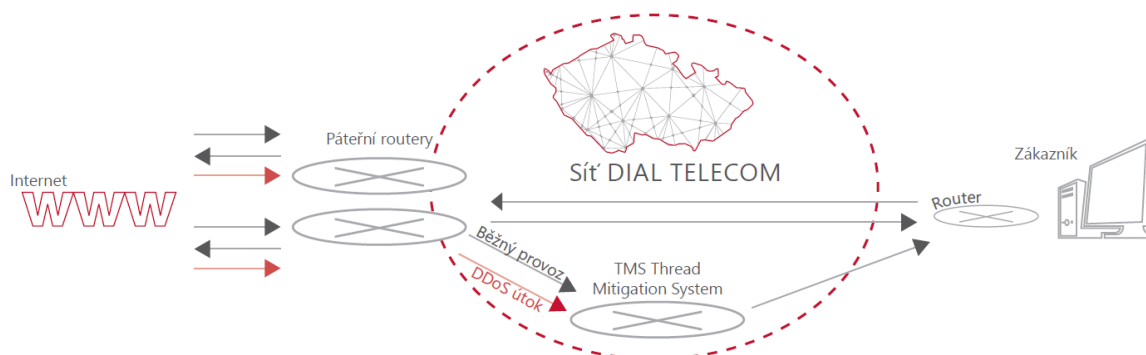 Internet
WWW
Páteřní routery
Síť DIAL TELECOM
Běžný provoz
DDoS útok
TMS Thread
Mitigation System
Router
Zákazník